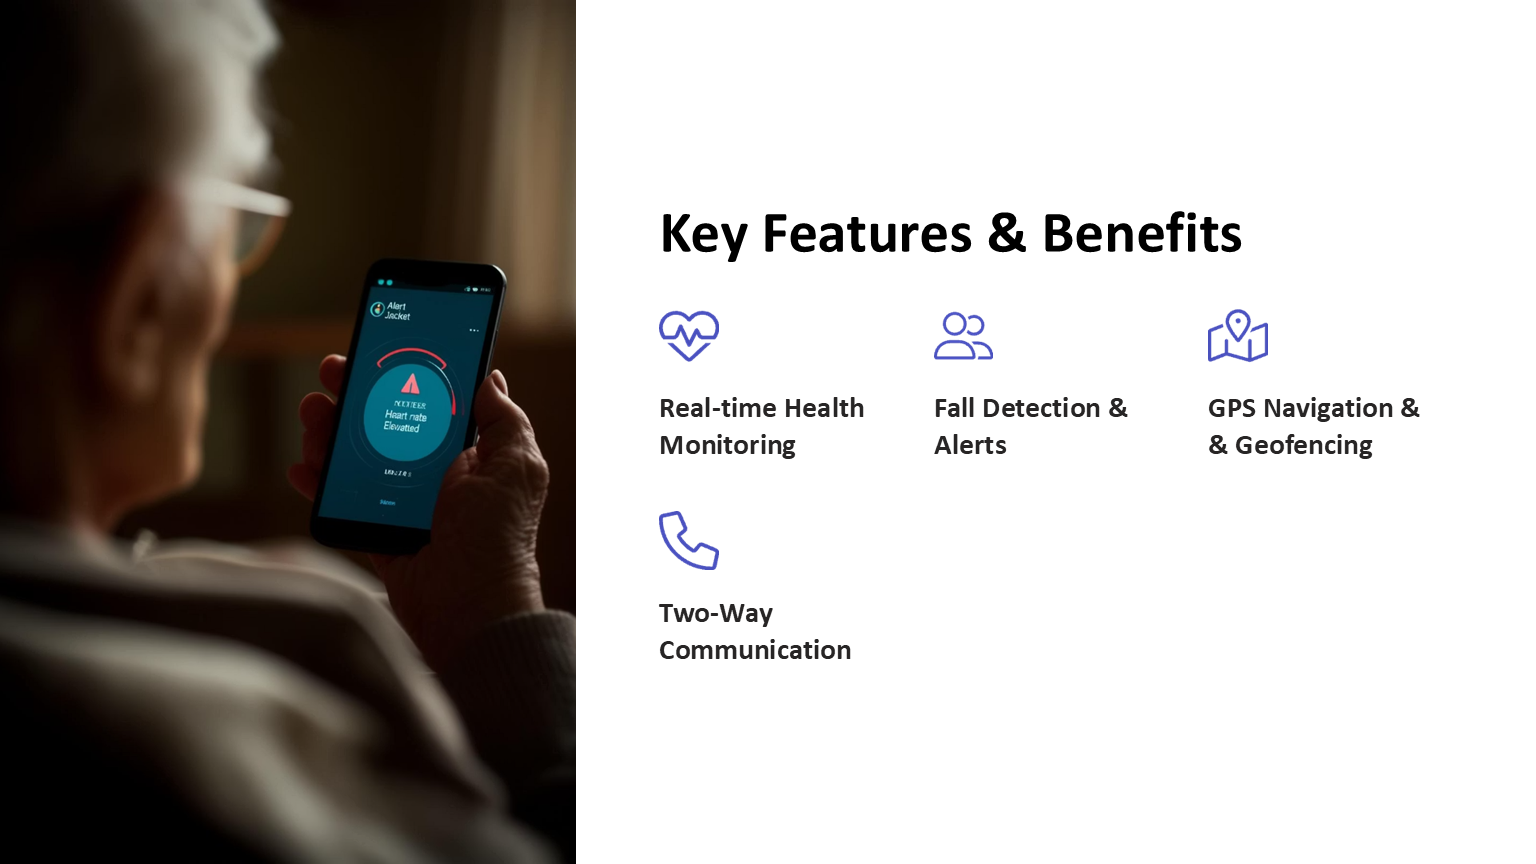 Alert
Jacket
Heart rate
Key Features & Benefits
Real-time Health
Monitoring
Fall Detection &
Alerts
GPS Navigation &
& Geofencing
Two-Way
Communication